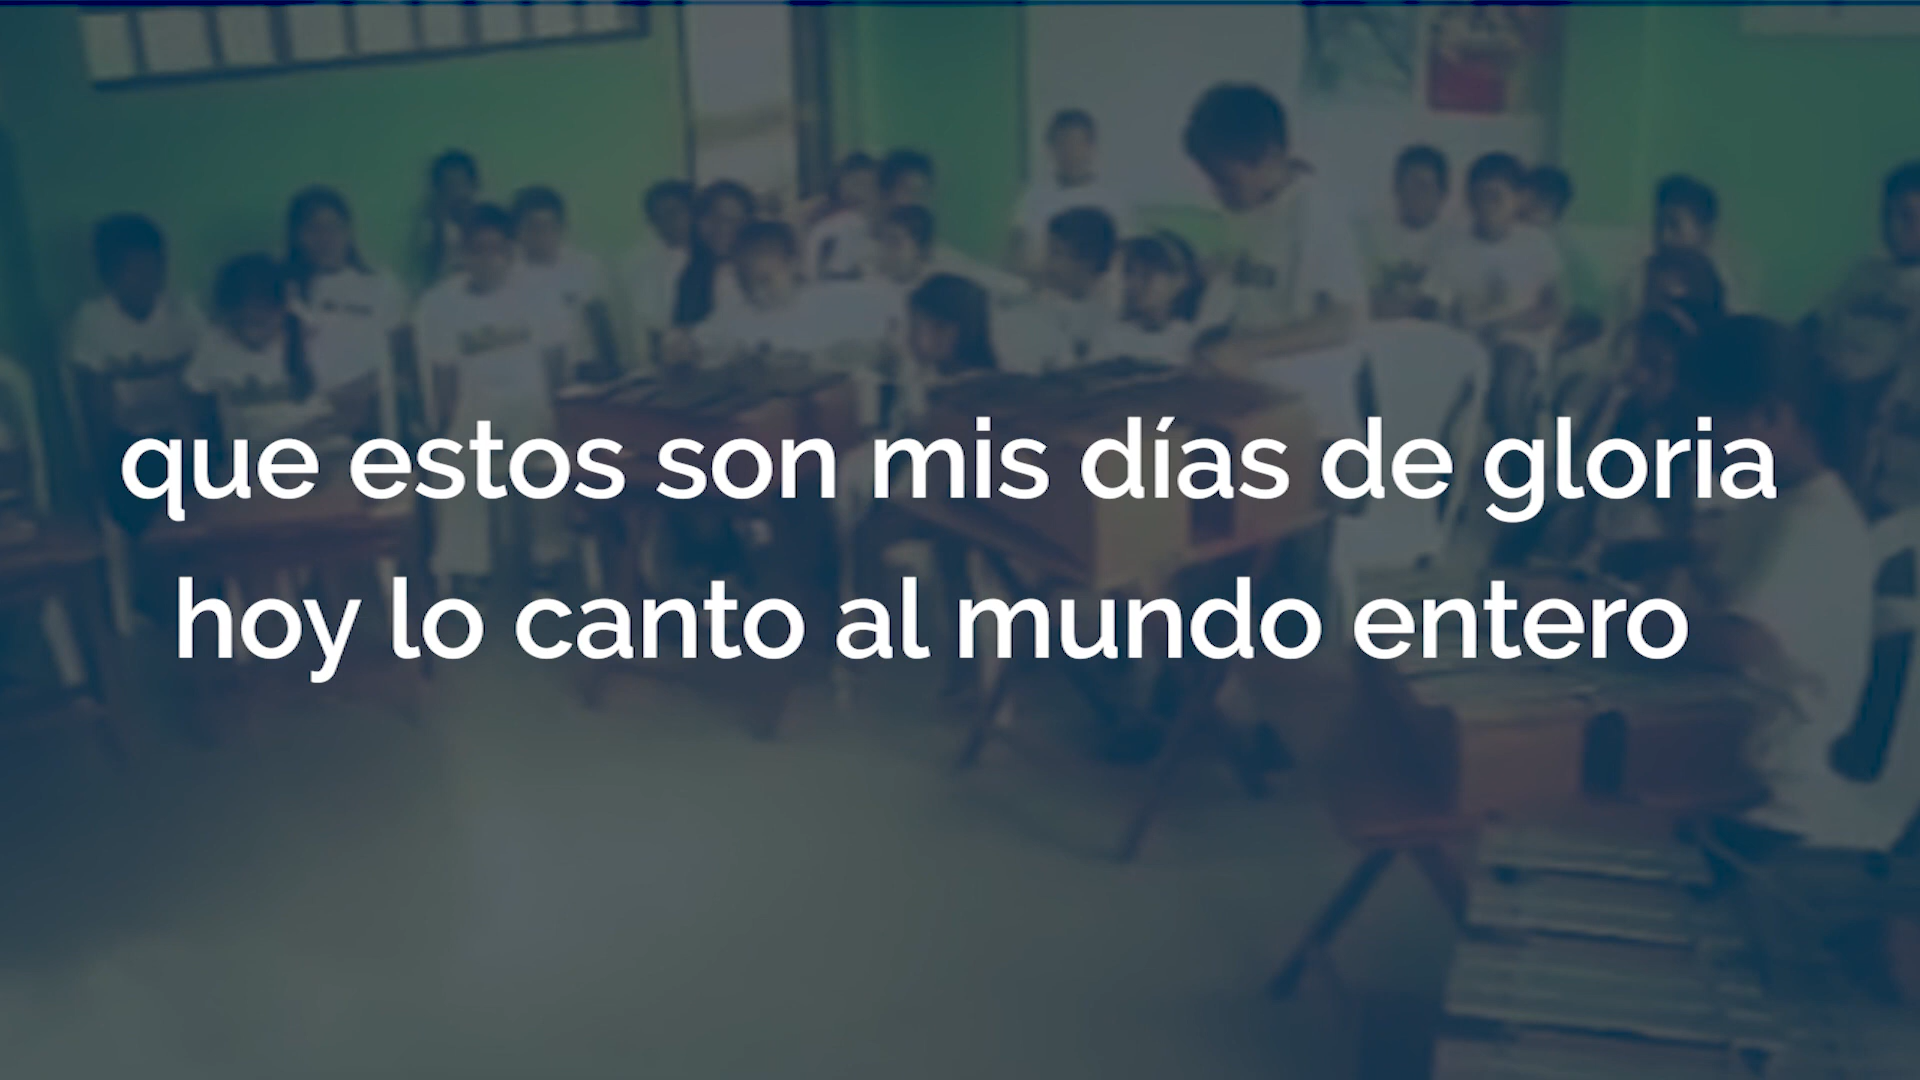 que estos son mis días de gloria
hoy lo canto al mundo entero